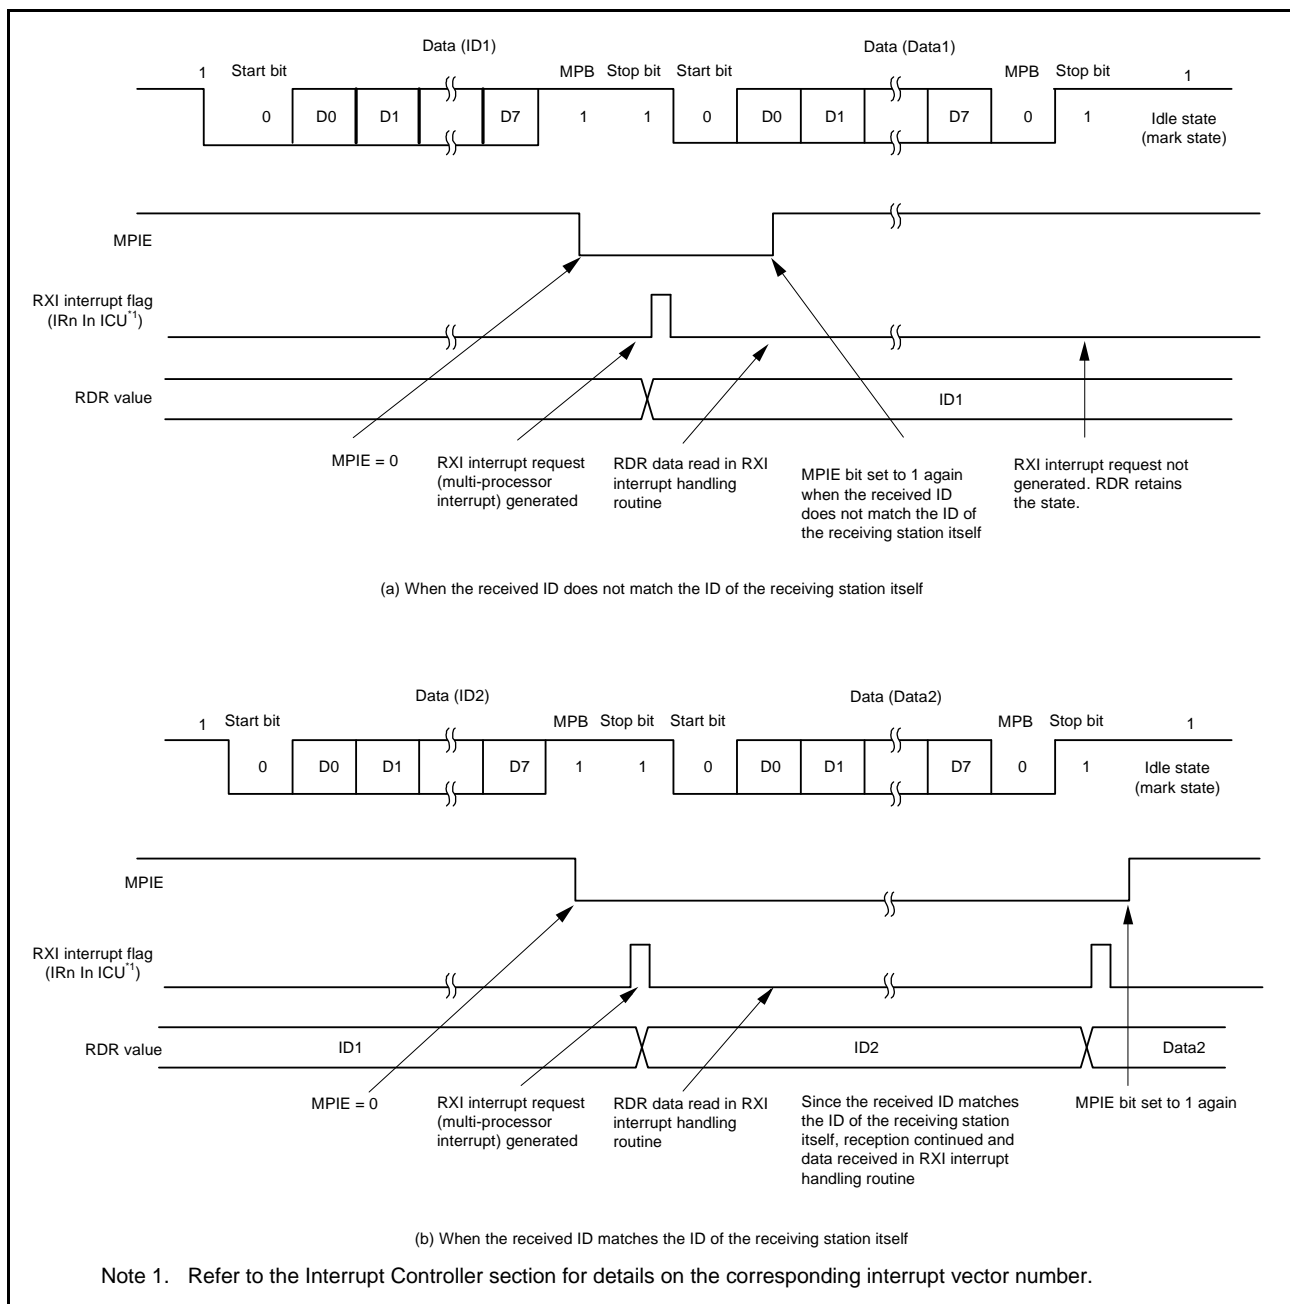 Data (ID1) Data (Data1)
1 Start bit MPB Stop bit Start bit MPB Stop bit 1
0 D0 D1 D7 1 1 0 D0 D1 D7 0 1 Idle state
(mark state)
MPIE
RXI interrupt flag
(IRn In ICU*1)
RDR value
ID1
MPIE = 0
RXI interrupt request
(multi-processor
interrupt) generated
RDR data read in RXI
interrupt handling
routine
MPIE bit set to 1 again
when the received ID
does not match the ID of
the receiving station itself
RXI interrupt request not
generated. RDR retains
the state.
(a) When the received ID does not match the ID of the receiving station itself
Data (ID2) Data (Data2)
1 Start bit MPB Stop bit Start bit MPB Stop bit 1
0 D0 D1 D7 1 1 0 D0 D1 D7 0 1 Idle state
(mark state)
MPIE
RXI interrupt flag
(IRn In ICU*1)
RDR value
ID1 ID2 Data2
MPIE = 0
RXI interrupt request
(multi-processor
interrupt) generated
RDR data read in RXI
interrupt handling
routine
Since the received ID matches
the ID of the receiving station
itself, reception continued and
data received in RXI interrupt
handling routine
MPIE bit set to 1 again
(b) When the received ID matches the ID of the receiving station itself
Note 1. Refer to the Interrupt Controller section for details on the corresponding interrupt vector number.